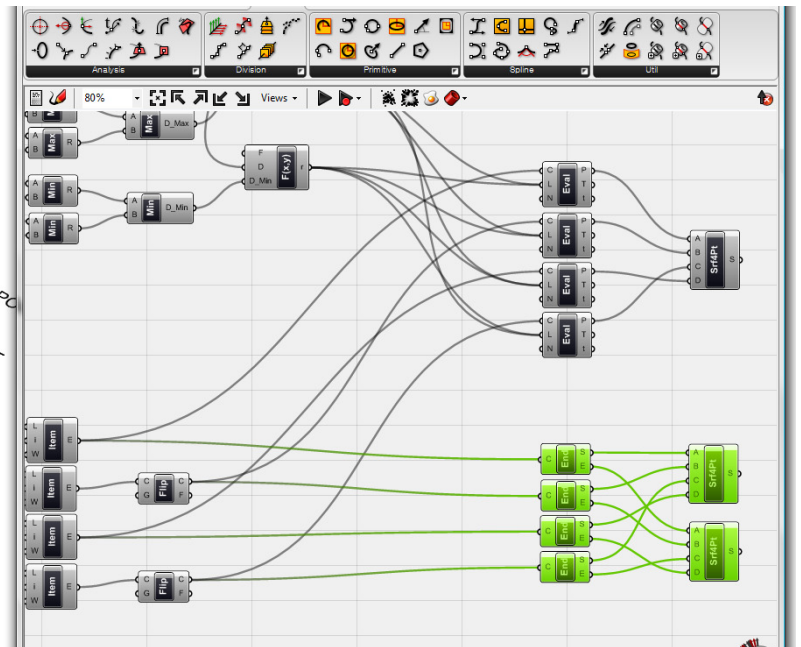 Analysis Division Primitive Spline Util
80% Views
B
A Max D_Max
B
A Max R
B
F
D F(x,y) r
D_Min
A Min R
B
A Min D_Min
B
A Min R
B
C Eval P
L T
N t
C Eval P
L T
N t
C Eval P
L T
N t
C Eval P
L T
N t
A Srf4Pt S
B
C
D
L
i Item E
W
L
i Item E
W
C Flip C
G F
L
i Item E
W
L
i Item E
W
C Flip C
G F
C End S
E
C End S
E
C End S
E
C End S
E
A Srf4Pt S
B
C
D
A Srf4Pt S
B
C
D